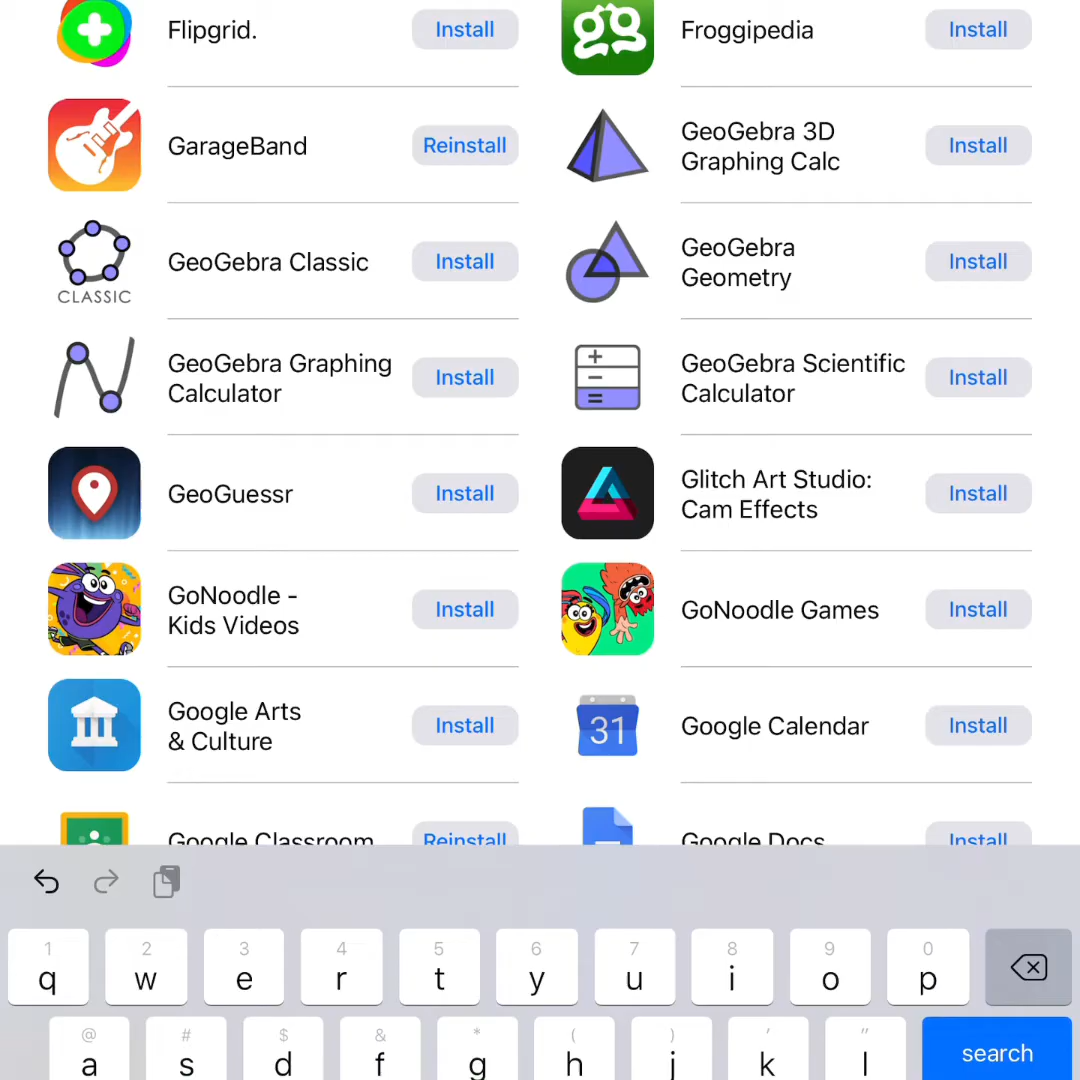 Flipgrid.
Install
Froggipedia
Install
GarageBand
Reinstall
GeoGebra 3D
Graphing Calc
Install
CLASSIC
GeoGebra Classic
Install
GeoGebra
Geometry
Install
GeoGebra Graphing
Calculator
Install
GeoGebra Scientific
Calculator
Install
GeoGuessr
Install
Glitch Art Studio:
Cam Effects
Install
GoNoodle -
Kids Videos
Install
GoNoodle Games
Install
Google Arts
& Culture
Install
31
Google Calendar
Install
Google Classroom
Reinstall
Google Docs
Install
1 2 3 4 5 6 7 8 9 0
q w e r t y u i o p
@ # $ & * ( ) ' "
a s d f g h j k l
search